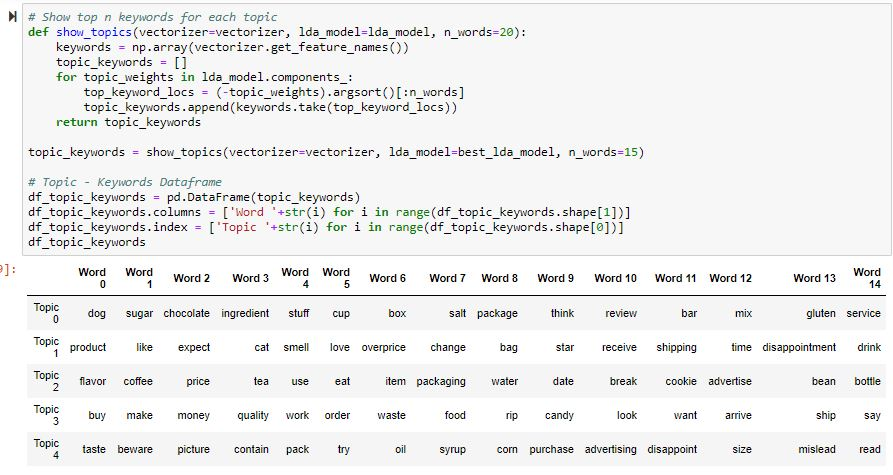 # Show top n keywords for each topic
def show_topics(vectorizer=vectorizer, lda_model=lda_model, n_words=20):
    keywords = np.array(vectorizer.get_feature_names())
    topic_keywords = []
    for topic_weights in lda_model.components_:
        top_keyword_locs = (-topic_weights).argsort()[:n_words]
        topic_keywords.append(keywords.take(top_keyword_locs))
    return topic_keywords

topic_keywords = show_topics(vectorizer=vectorizer, lda_model=best_lda_model, n_words=15)

# Topic - Keywords Dataframe
df_topic_keywords = pd.DataFrame(topic_keywords)
df_topic_keywords.columns = ['Word '+str(i) for i in range(df_topic_keywords.shape[1])]
df_topic_keywords.index = ['Topic '+str(i) for i in range(df_topic_keywords.shape[0])]
df_topic_keywords
]:
Word 0 Word 1 Word 2 Word 3 Word 4 Word 5 Word 6 Word 7 Word 8 Word 9 Word 10 Word 11 Word 12 Word 13 Word 14
Topic 0 dog sugar chocolate ingredient stuff cup box salt package think review bar mix gluten service
Topic 1 product like expect cat smell love overprice change bag star receive shipping time disappointment drink
Topic 2 flavor coffee price tea use eat item packaging water date break cookie advertise bean bottle
Topic 3 buy make money quality work order waste food rip candy look want arrive ship say
Topic 4 taste beware picture contain pack try oil syrup corn purchase advertising disappoint size mislead read